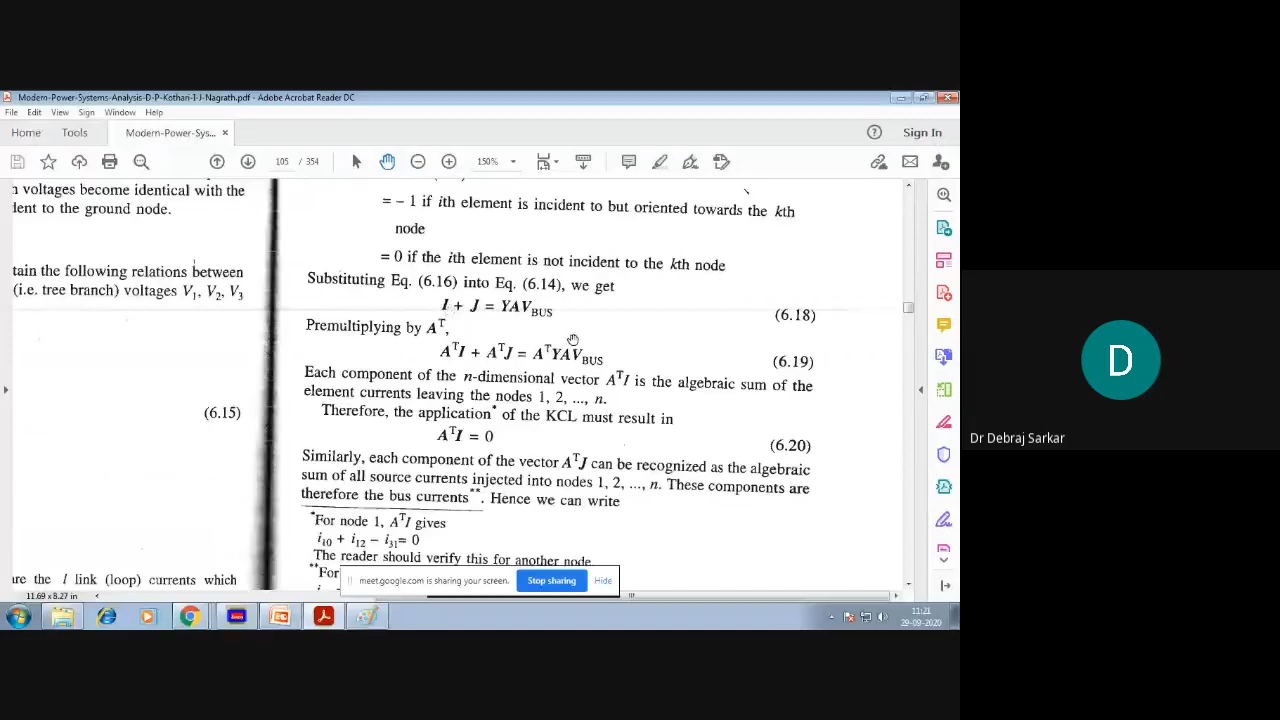 Modern-Power-Systems-Analysis-D-P-Kothari-I-J-Nagrath.pdf - Adobe Acrobat Reader DC
File Edit View Sign Window Help
Home Tools Modern-Power-Sys... × Sign In
105 / 354 150%
voltages become identical with the
dent to the ground node.
tain the following relations between
(i.e. tree branch) voltages V₁, V₂, V₃
(6.15)
are the l link (loop) currents which
= − 1 if ith element is incident to but oriented towards the kth
node
= 0 if the ith element is not incident to the kth node
Substituting Eq. (6.16) into Eq. (6.14), we get
I + J = YAV_BUS (6.18)
Premultiplying by Aᵀ,
AᵀI + AᵀJ = AᵀYAV_BUS (6.19)
Each component of the n-dimensional vector AᵀI is the algebraic sum of the
element currents leaving the nodes 1, 2, ..., n.
Therefore, the application* of the KCL must result in
AᵀI = 0 (6.20)
Similarly, each component of the vector AᵀJ can be recognized as the algebraic
sum of all source currents injected into nodes 1, 2, ..., n. These components are
therefore the bus currents**. Hence we can write
*For node 1, AᵀI gives
i₁₀ + i₁₂ − i₃₁= 0
The reader should verify this for another node
**For
meet.google.com is sharing your screen. Stop sharing Hide
11.69 x 8.27 in
11:21
29-09-2020
D
Dr Debraj Sarkar